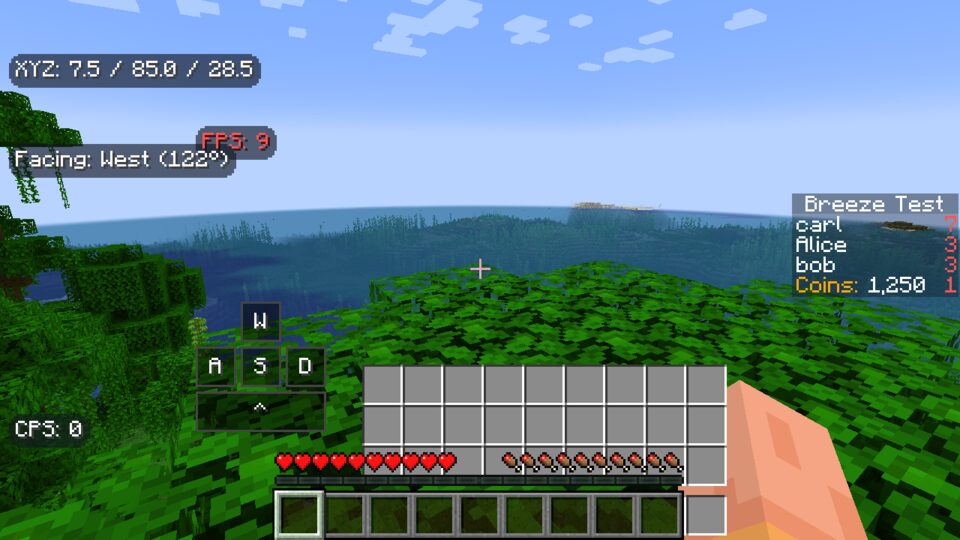 XYZ: 7.5 / 85.0 / 28.5
FPS: 9
Facing: West (122°)
Breeze Test
carl 7
Alice 3
bob 3
Coins: 1,250 1
W
A S D
^
CPS: 0